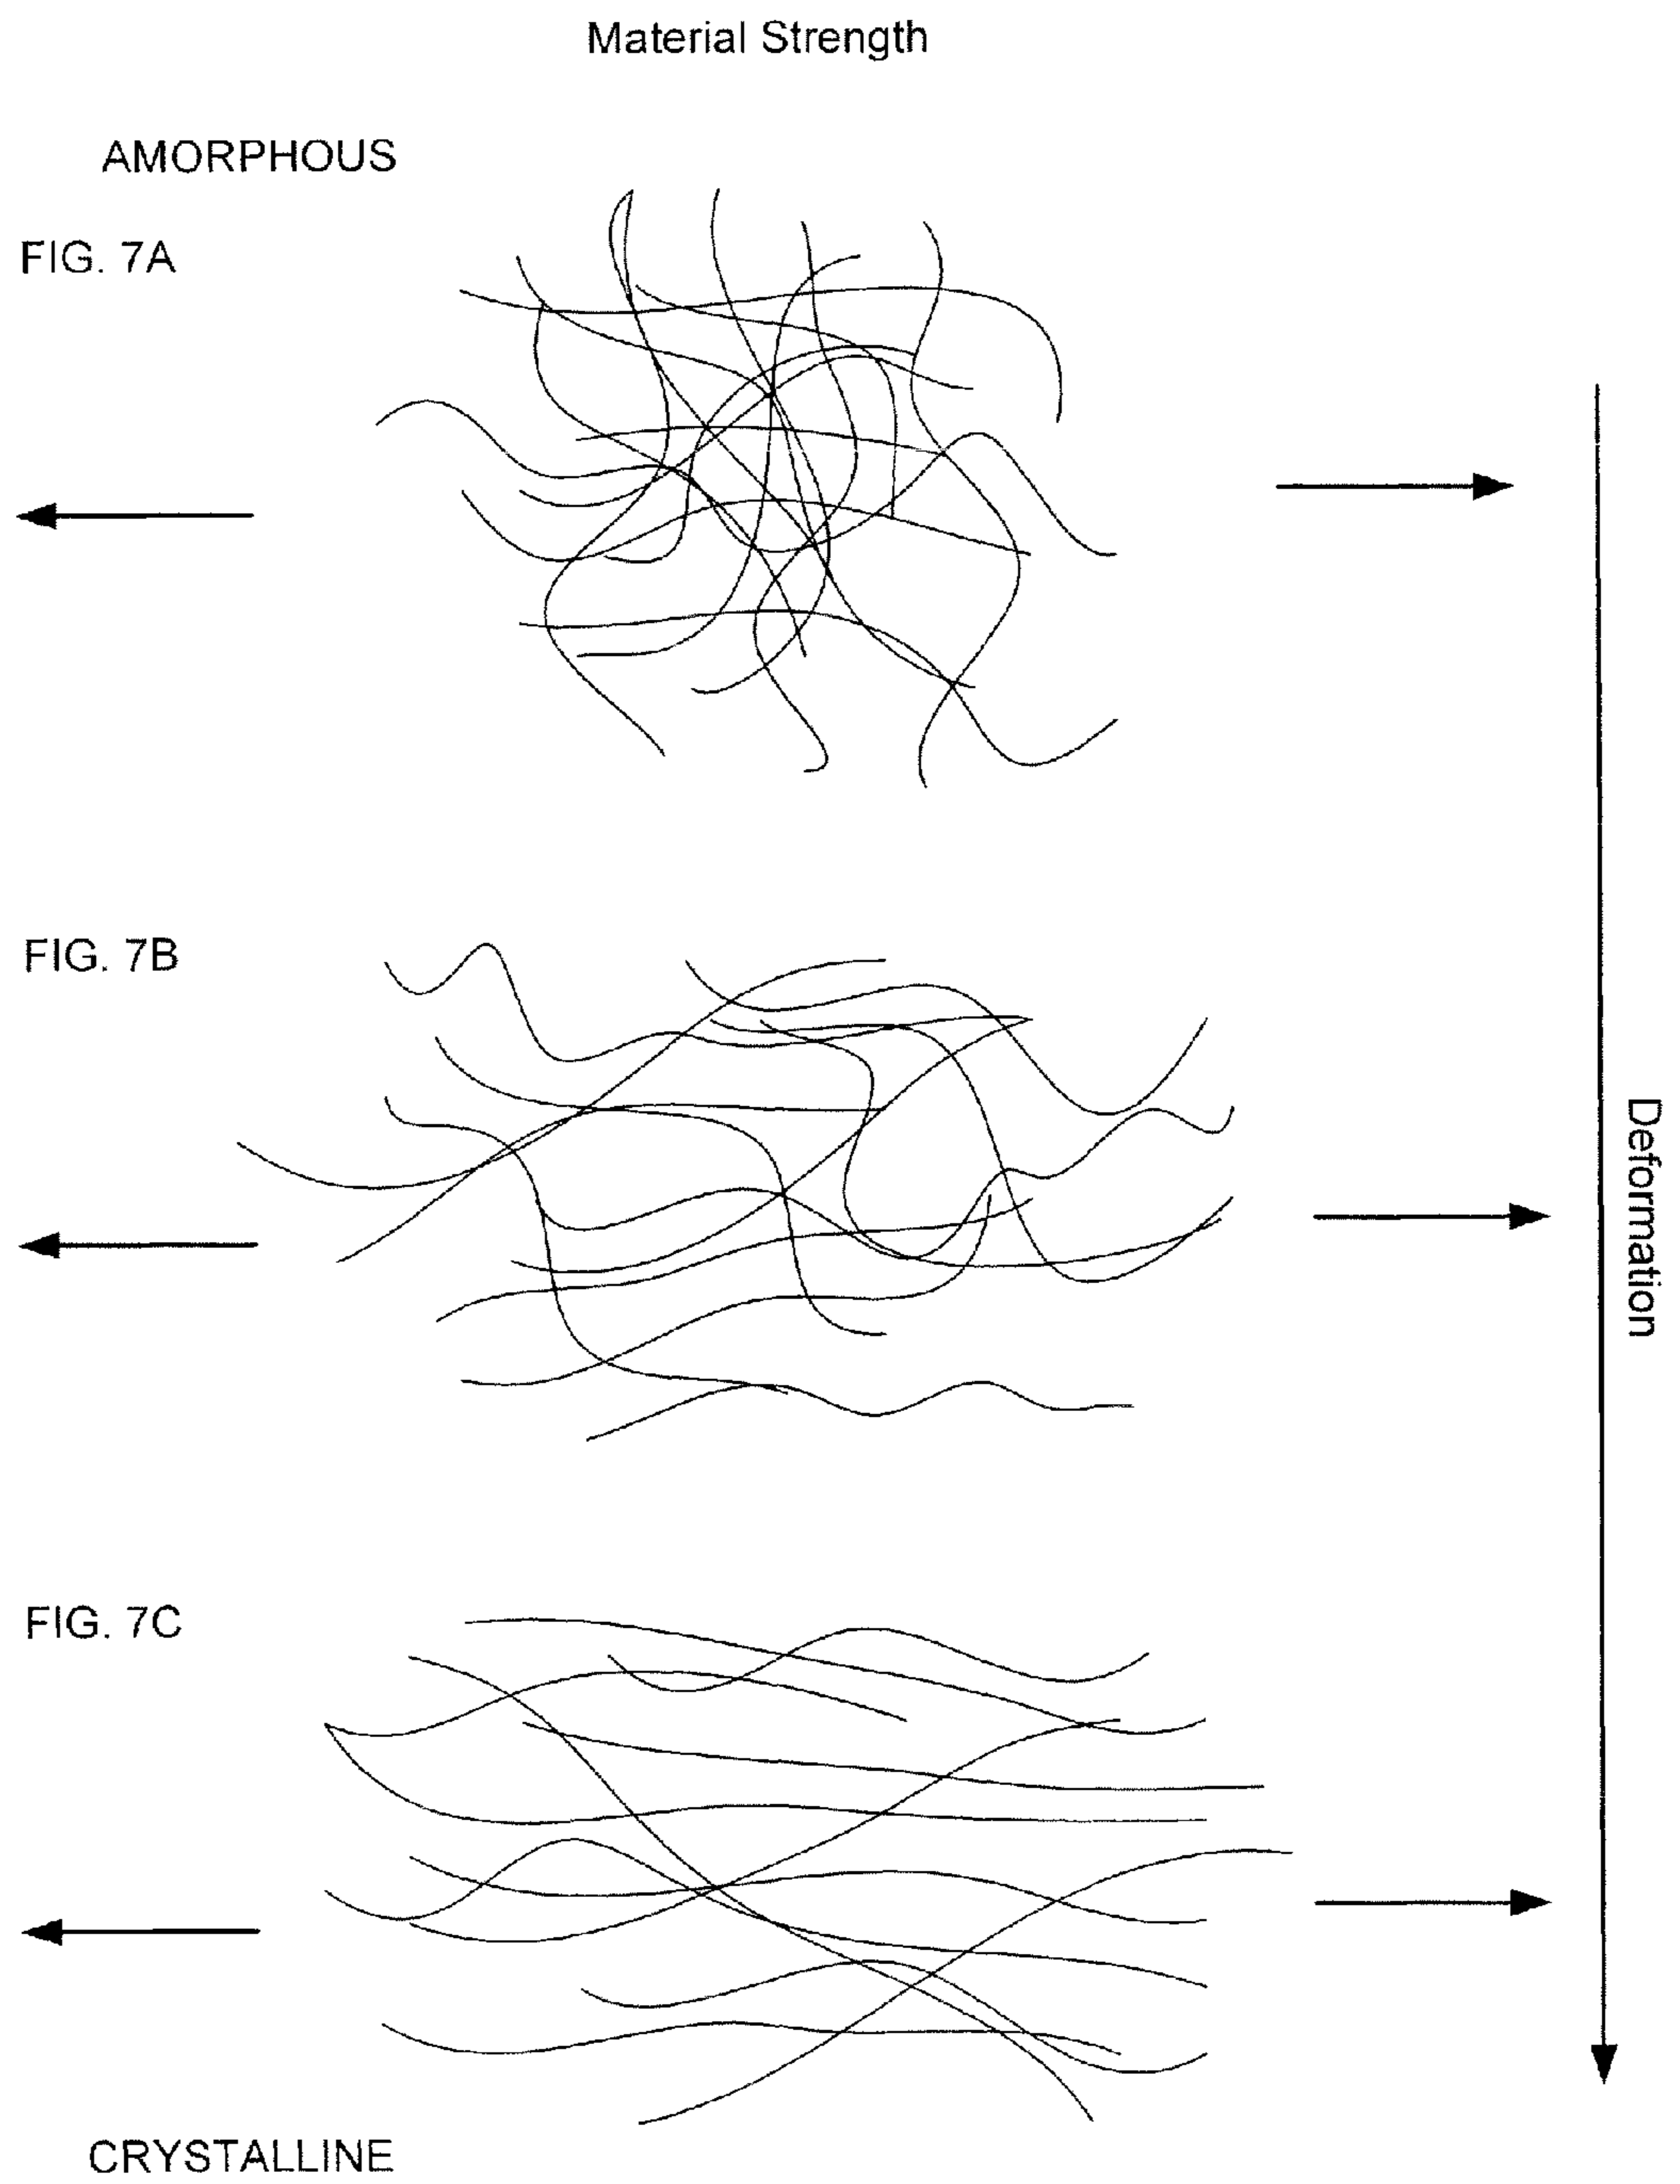 Material Strength
AMORPHOUS
FIG. 7A
FIG. 7B
Deformation
FIG. 7C
CRYSTALLINE